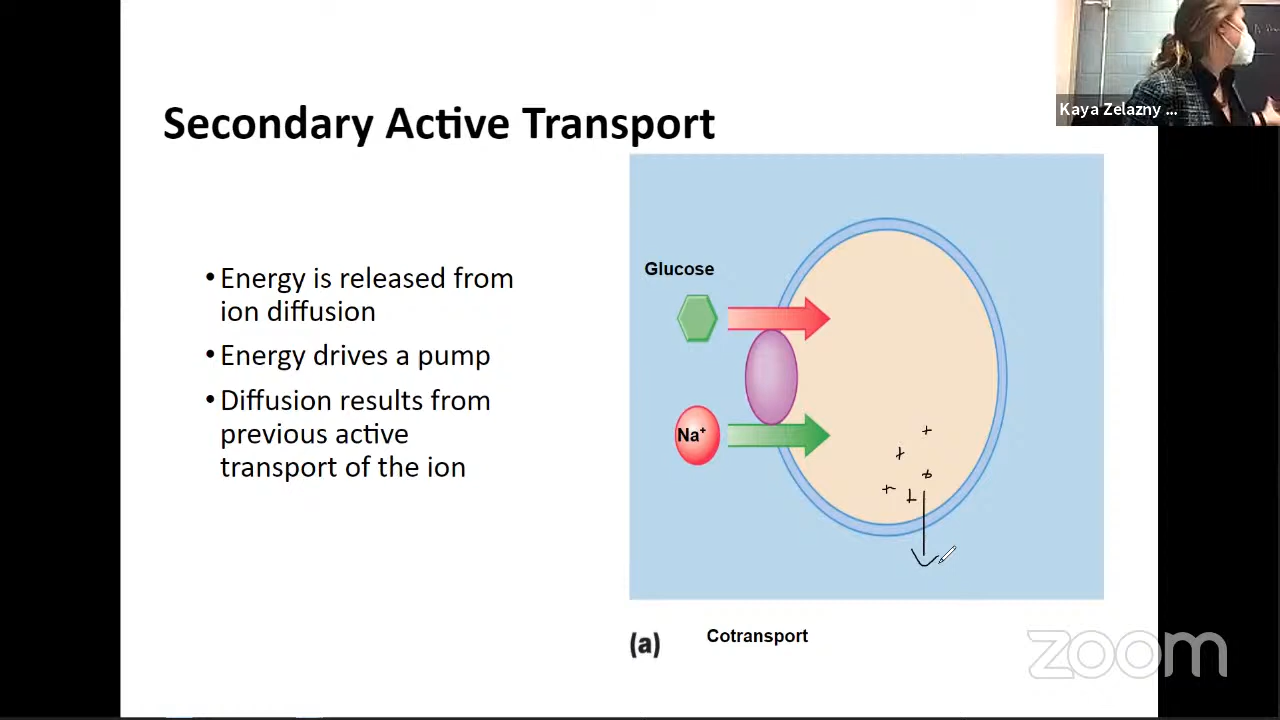 Kaya Zelazny ...
Secondary Active Transport
• Energy is released from
ion diffusion
• Energy drives a pump
• Diffusion results from
previous active
transport of the ion
Glucose
Na⁺
+
+
+
+
+
(a)
Cotransport
zoom